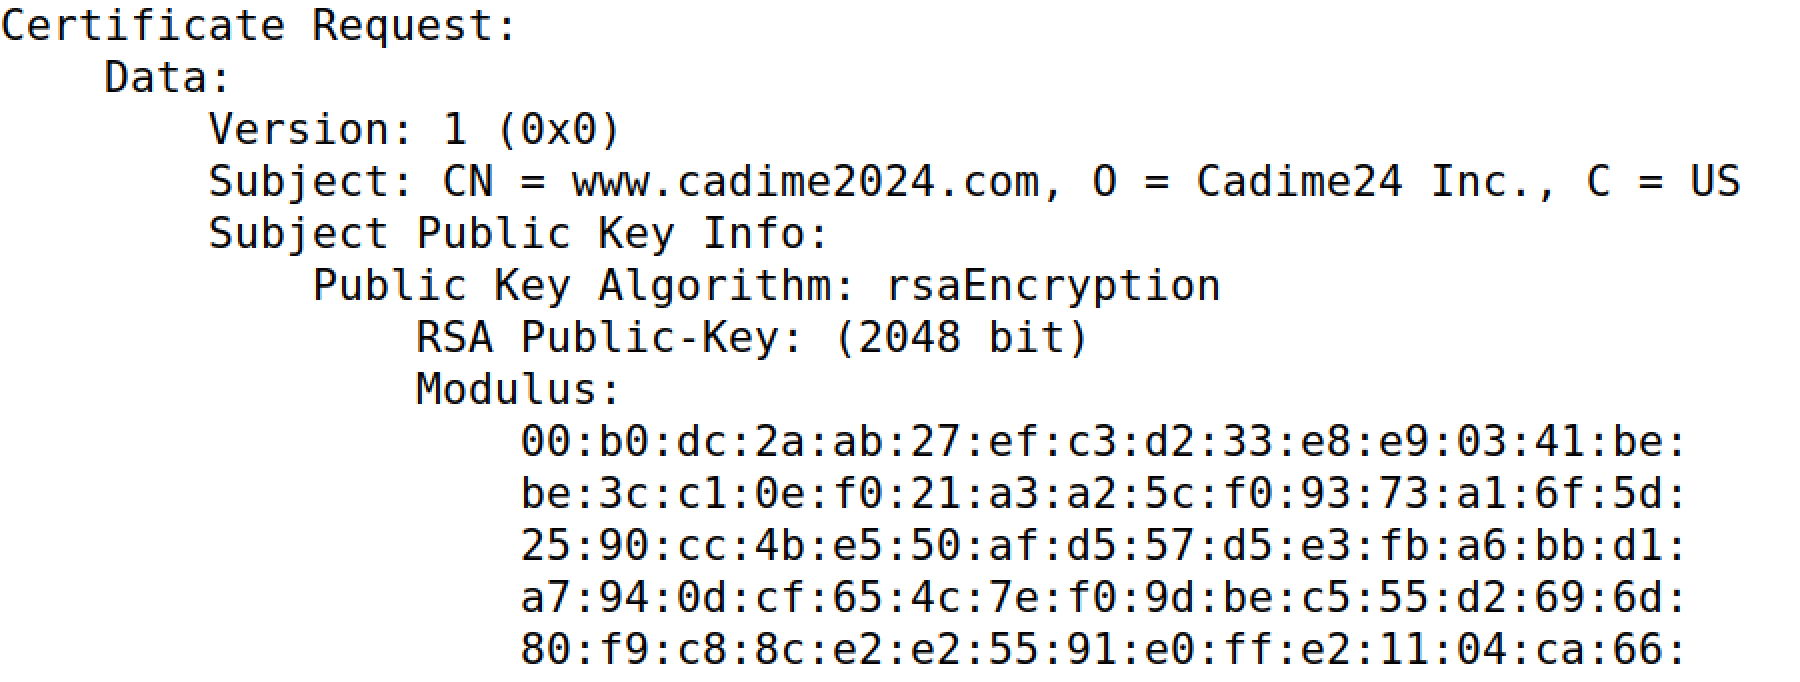 Certificate Request:
Data:
Version: 1 (0x0)
Subject: CN = www.cadime2024.com, O = Cadime24 Inc., C = US
Subject Public Key Info:
Public Key Algorithm: rsaEncryption
RSA Public-Key: (2048 bit)
Modulus:
00:b0:dc:2a:ab:27:ef:c3:d2:33:e8:e9:03:41:be:
be:3c:c1:0e:f0:21:a3:a2:5c:f0:93:73:a1:6f:5d:
25:90:cc:4b:e5:50:af:d5:57:d5:e3:fb:a6:bb:d1:
a7:94:0d:cf:65:4c:7e:f0:9d:be:c5:55:d2:69:6d:
80:f9:c8:8c:e2:e2:55:91:e0:ff:e2:11:04:ca:66: